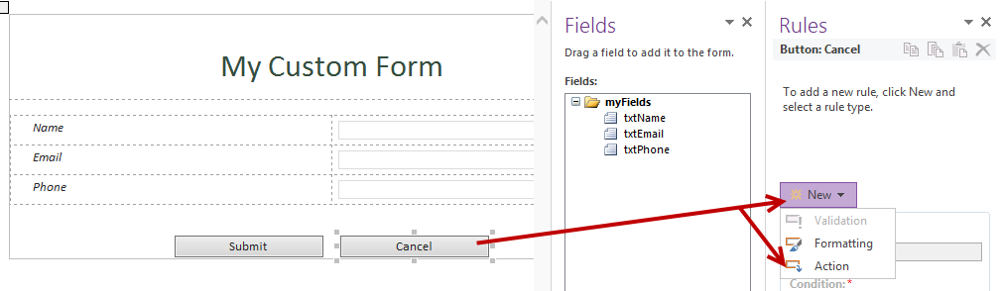 My Custom Form
Name
Email
Phone
Submit
Cancel
Fields
Drag a field to add it to the form.
Fields:
myFields
txtName
txtEmail
txtPhone
Rules
Button: Cancel
To add a new rule, click New and
select a rule type.
New
Validation
Formatting
Action
Condition: *